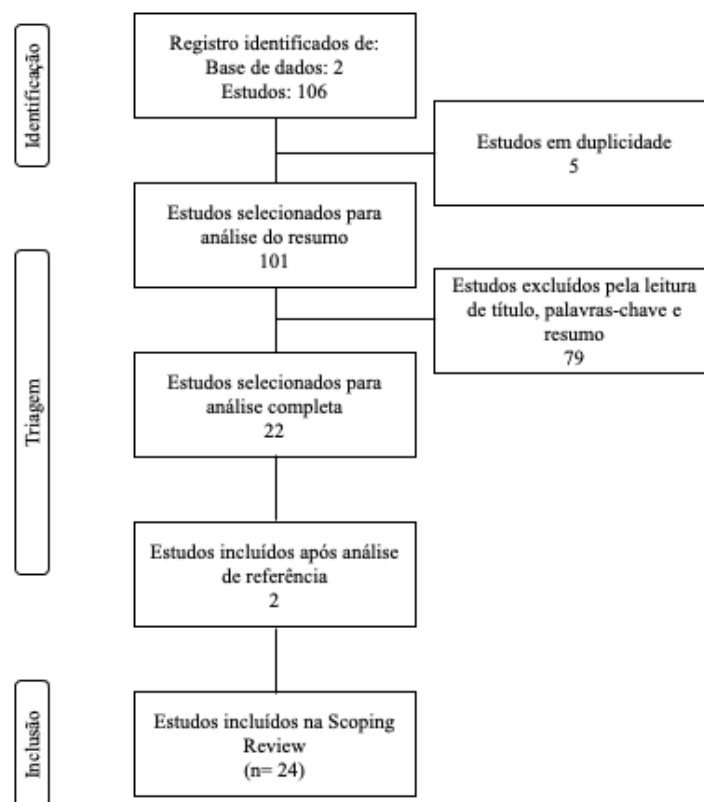 Identificação
Registro identificados de:
Base de dados: 2
Estudos: 106
Estudos em duplicidade
5
Estudos selecionados para
análise do resumo
101
Triagem
Estudos excluídos pela leitura
de título, palavras-chave e
resumo
79
Estudos selecionados para
análise completa
22
Estudos incluídos após análise
de referência
2
Inclusão
Estudos incluídos na Scoping
Review
(n= 24)